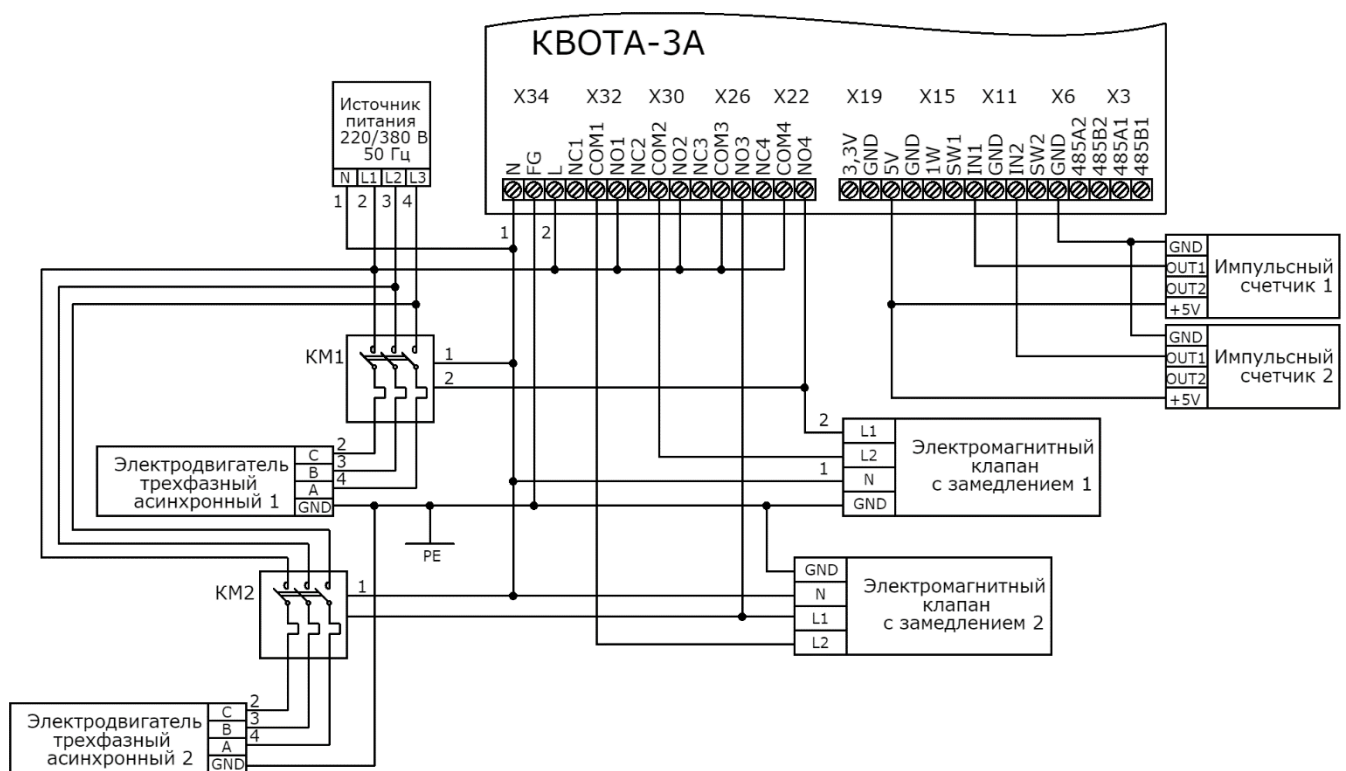 КВОТА-3А
X34 X32 X30 X26 X22 X19 X15 X11 X6 X3
N FG L NC1 COM1 NO1 NC2 COM2 NO2 NC3 COM3 NO3 NC4 COM4 NO4
3,3V GND 5V GND 1W SW1 IN1 GND IN2 SW2 GND 485A2 485B2 485A1 485B1
Источник
питания
220/380 В
50 Гц
N L1 L2 L3
1 2 3 4
1 2
GND
OUT1
OUT2
+5V
Импульсный
счетчик 1
GND
OUT1
OUT2
+5V
Импульсный
счетчик 2
КМ1
1
2
Электродвигатель
трехфазный
асинхронный 1
C
B
A
GND
2
3
4
PE
2
1
L1
L2
N
GND
Электромагнитный
клапан
с замедлением 1
КМ2
1
GND
N
L1
L2
Электромагнитный
клапан
с замедлением 2
Электродвигатель
трехфазный
асинхронный 2
C
B
A
GND
2
3
4